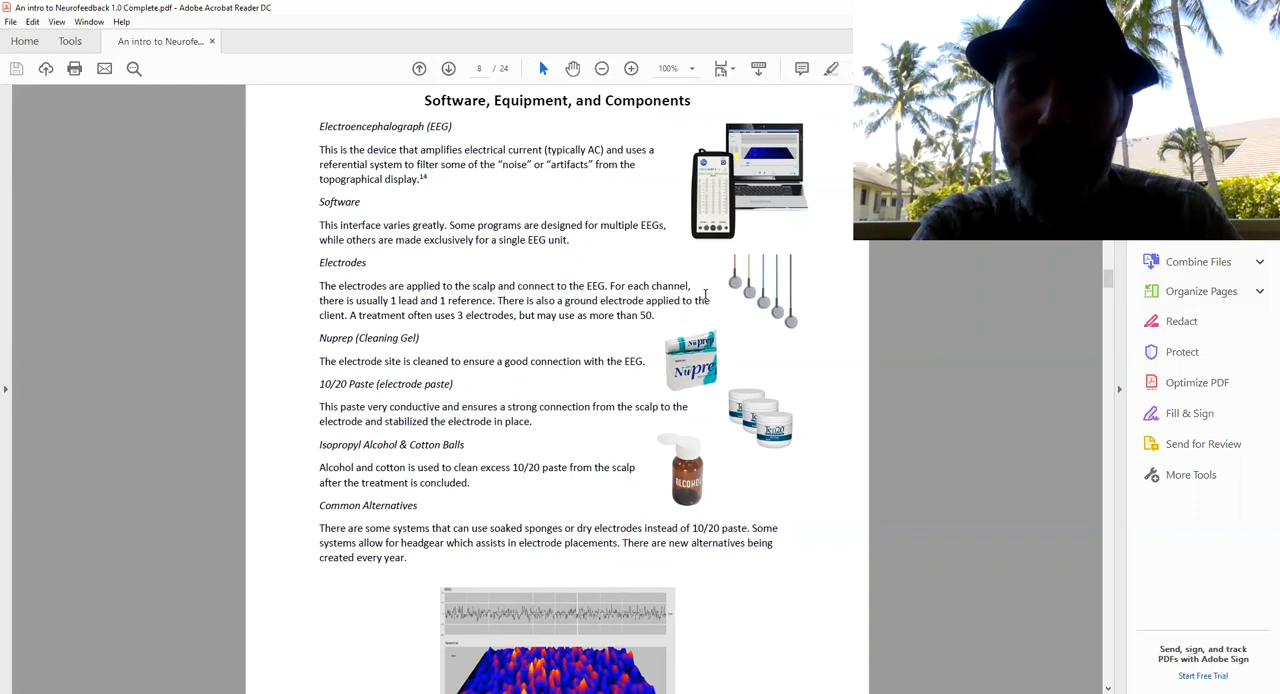 An intro to Neurofeedback 1.0 Complete.pdf - Adobe Acrobat Reader DC
File Edit View Window Help
Home Tools An intro to Neurofe... ×
8 / 24 100%
Software, Equipment, and Components
Electroencephalograph (EEG)
This is the device that amplifies electrical current (typically AC) and uses a
referential system to filter some of the “noise” or “artifacts” from the
topographical display.¹⁴
Software
This interface varies greatly. Some programs are designed for multiple EEGs,
while others are made exclusively for a single EEG unit.
Electrodes
The electrodes are applied to the scalp and connect to the EEG. For each channel,
there is usually 1 lead and 1 reference. There is also a ground electrode applied to the
client. A treatment often uses 3 electrodes, but may use as more than 50.
Nuprep (Cleaning Gel)
The electrode site is cleaned to ensure a good connection with the EEG.
Nuprep
Nuprep
10/20 Paste (electrode paste)
This paste very conductive and ensures a strong connection from the scalp to the
electrode and stabilized the electrode in place.
Ten20
Isopropyl Alcohol & Cotton Balls
Alcohol and cotton is used to clean excess 10/20 paste from the scalp
after the treatment is concluded.
ALCOHOL
Common Alternatives
There are some systems that can use soaked sponges or dry electrodes instead of 10/20 paste. Some
systems allow for headgear which assists in electrode placements. There are new alternatives being
created every year.
Combine Files
Organize Pages
Redact
Protect
Optimize PDF
Fill & Sign
Send for Review
More Tools
Send, sign, and track
PDFs with Adobe Sign
Start Free Trial